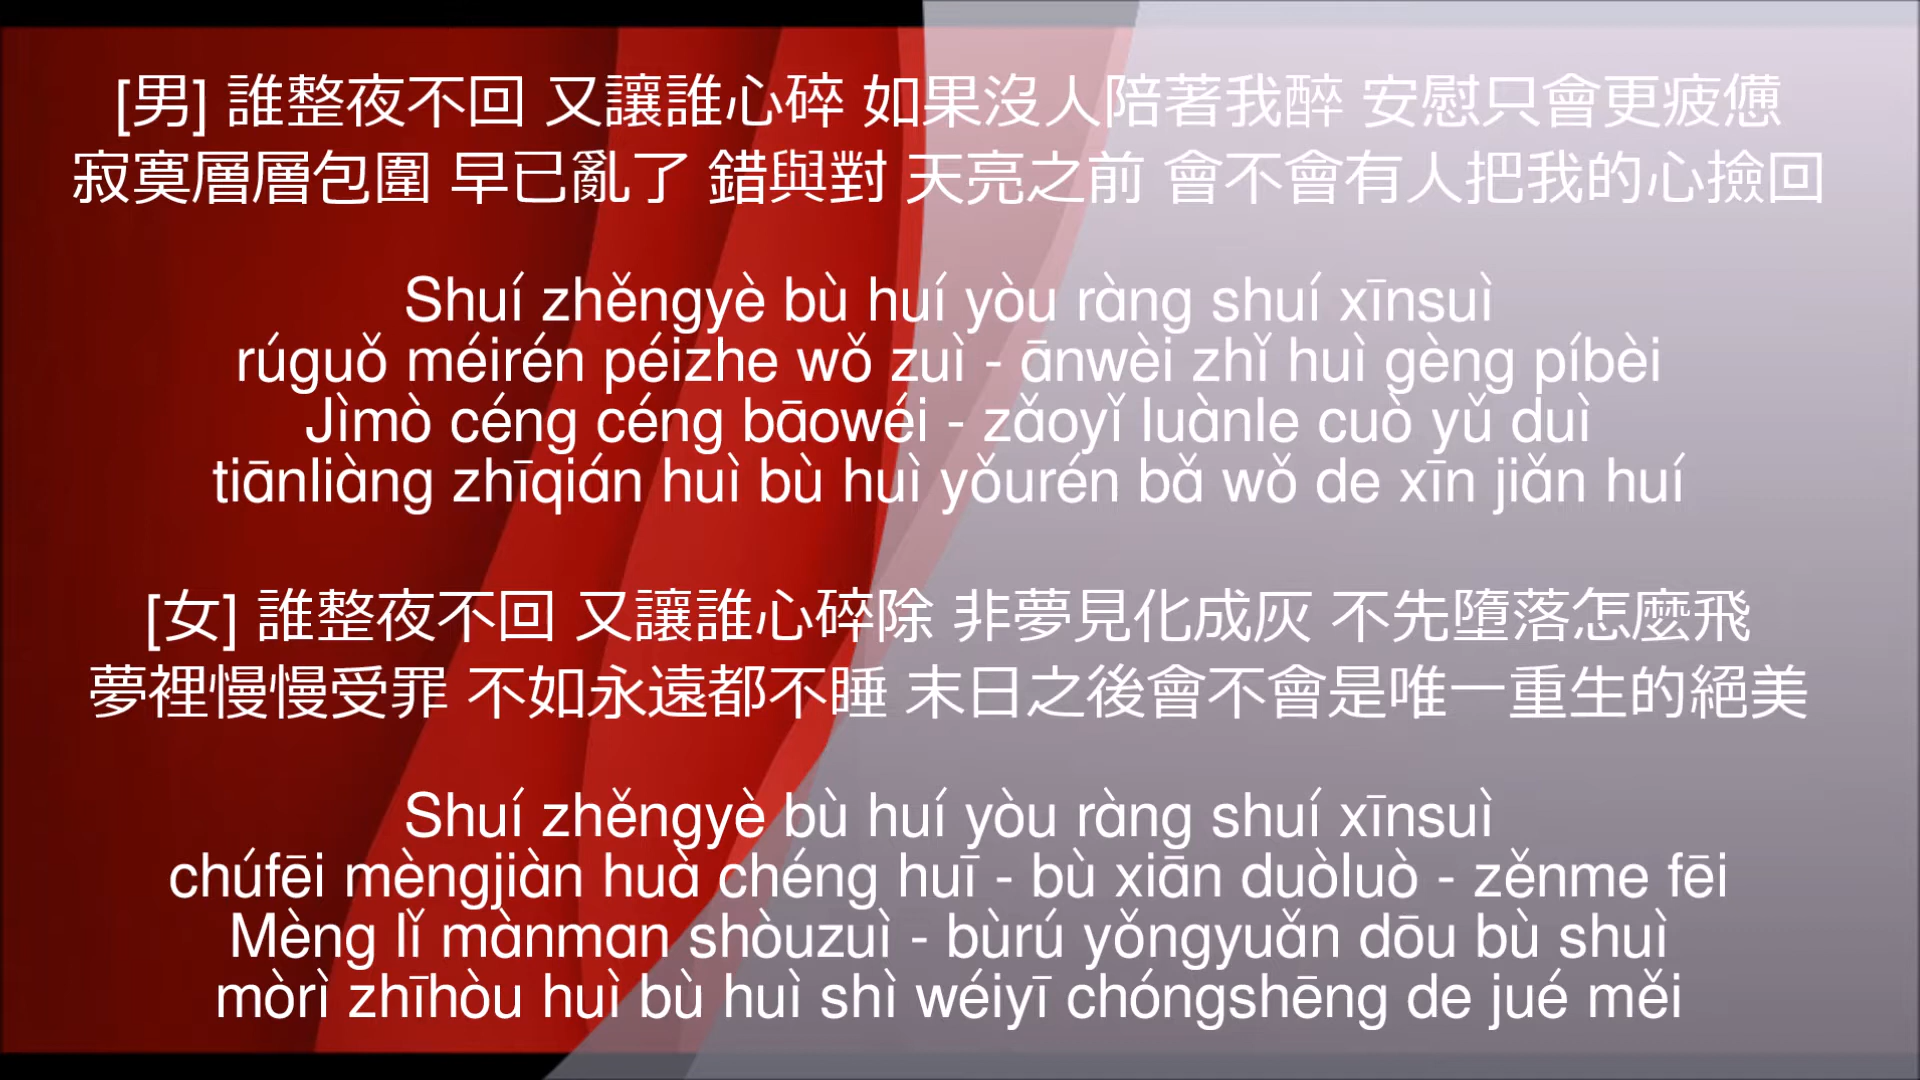 [男] 誰整夜不回 又讓誰心碎 如果沒人陪著我醉 安慰只會更疲憊
寂寞層層包圍 早已亂了 錯與對 天亮之前 會不會有人把我的心撿回
Shuí zhěngyè bù huí yòu ràng shuí xīnsuì
rúguǒ méirén péizhe wǒ zuì - ānwèi zhǐ huì gèng píbèi
Jìmò céng céng bāowéi - zǎoyǐ luànle cuò yǔ duì
tiānliàng zhīqián huì bù huì yǒurén bǎ wǒ de xīn jiǎn huí
[女] 誰整夜不回 又讓誰心碎除 非夢見化成灰 不先墮落怎麼飛
夢裡慢慢受罪 不如永遠都不睡 末日之後會不會是唯一重生的絕美
Shuí zhěngyè bù huí yòu ràng shuí xīnsuì
chúfēi mèngjiàn huà chéng huī - bù xiān duòluò - zěnme fēi
Mèng lǐ mànman shòuzuì - bùrú yǒngyuǎn dōu bù shuì
mòrì zhīhòu huì bù huì shì wéiyī chóngshēng de jué měi